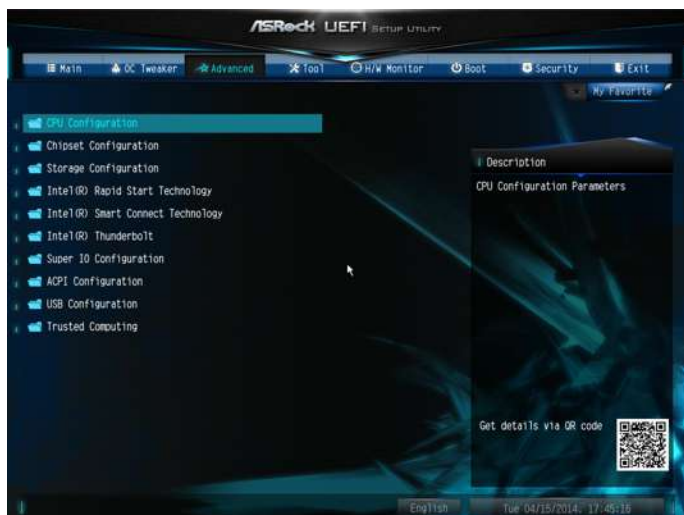 ASRock UEFI SETUP UTILITY
Main OC Tweaker Advanced Tool H/W Monitor Boot Security Exit
My Favorite
CPU Configuration
Chipset Configuration
Storage Configuration
Intel(R) Rapid Start Technology
Intel(R) Smart Connect Technology
Intel(R) Thunderbolt
Super IO Configuration
ACPI Configuration
USB Configuration
Trusted Computing
Description
CPU Configuration Parameters
Get details via QR code
English
Tue 04/15/2014. 17:45:16